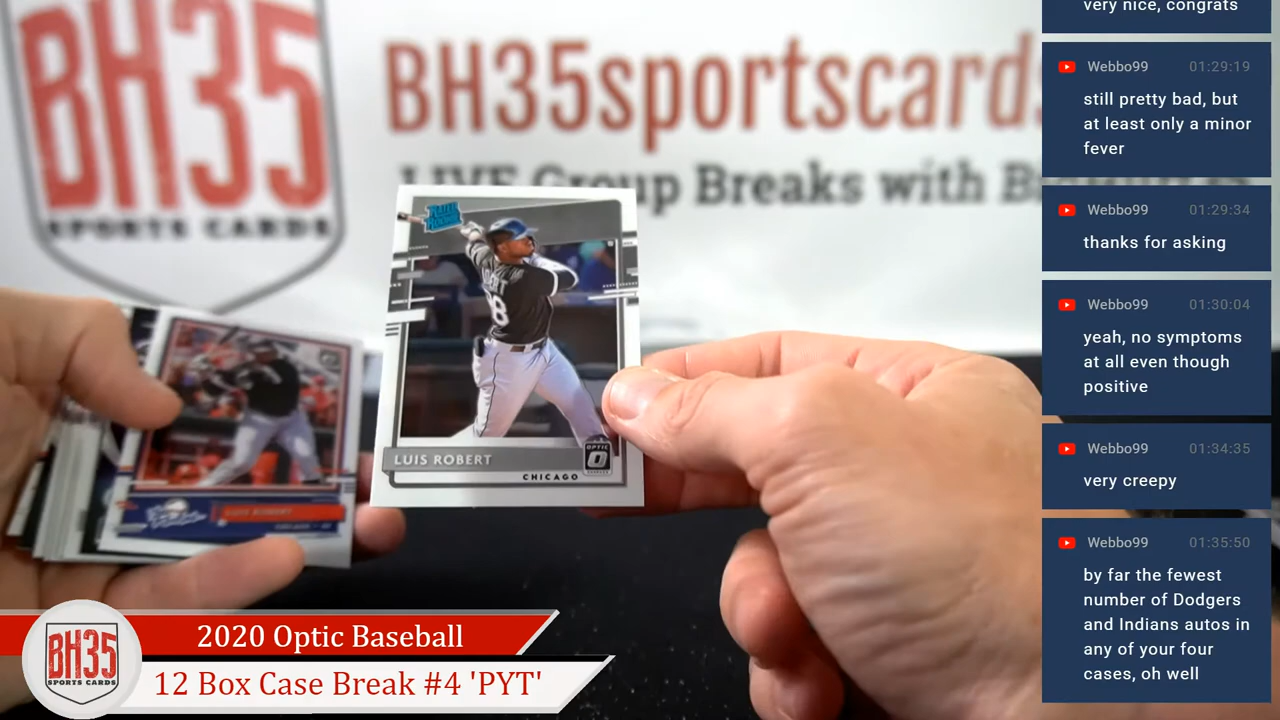 BH35
SPORTS CARDS
BH35sportscards
LIVE Group Breaks with
RATED
ROOKIE
LUIS ROBERT
CHICAGO
OPTIC
LUIS ROBERT
BH35
SPORTS CARDS
2020 Optic Baseball
12 Box Case Break #4 'PYT'
very nice, congrats
Webbo99 01:29:19
still pretty bad, but
at least only a minor
fever
Webbo99 01:29:34
thanks for asking
Webbo99 01:30:04
yeah, no symptoms
at all even though
positive
Webbo99 01:34:35
very creepy
Webbo99 01:35:50
by far the fewest
number of Dodgers
and Indians autos in
any of your four
cases, oh well